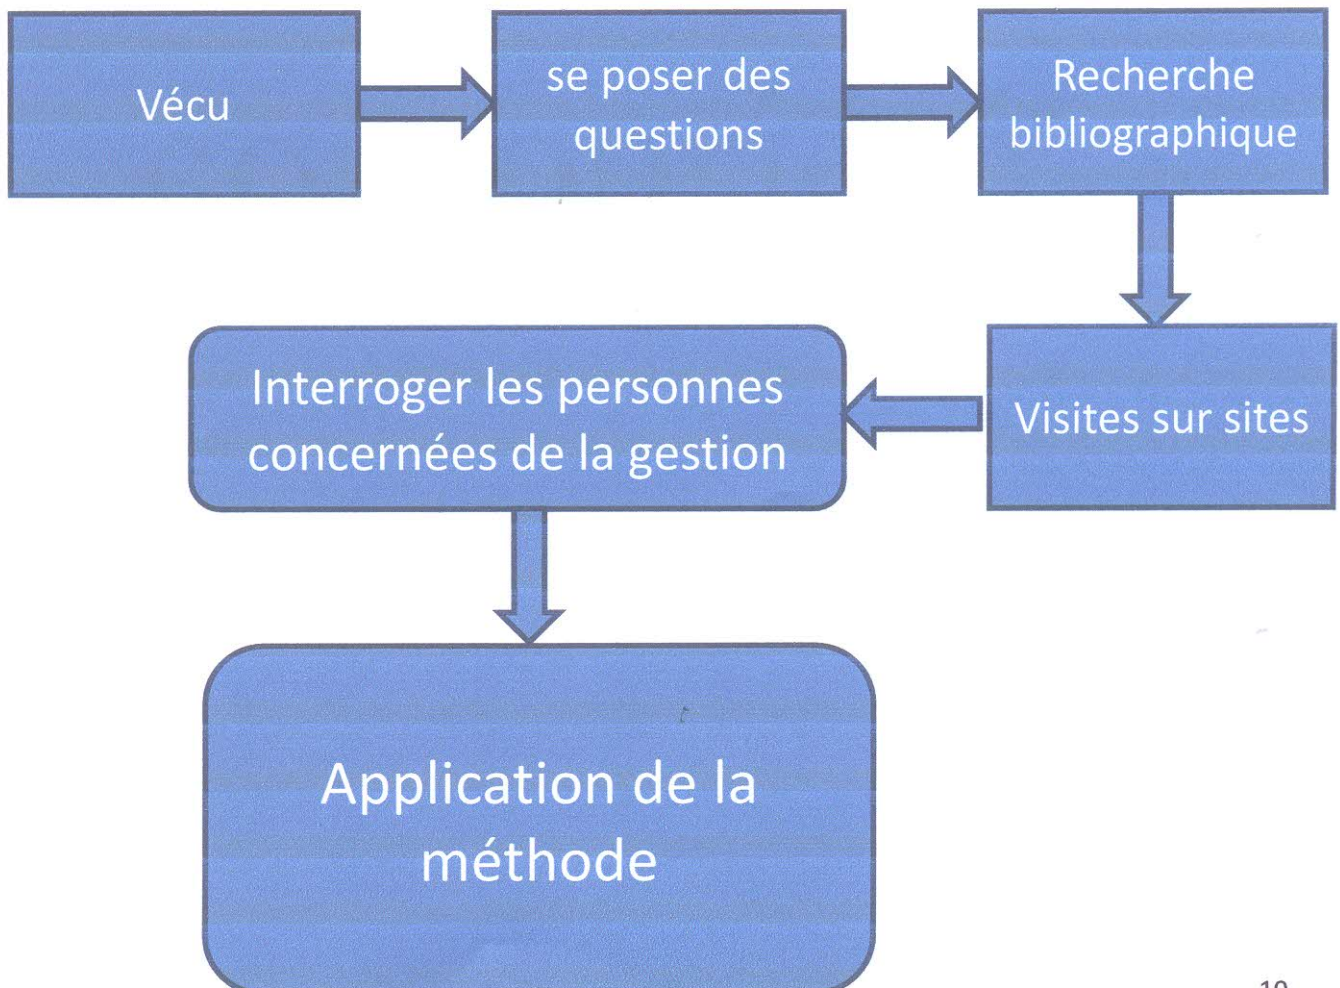 Vécu
se poser des
questions
Recherche
bibliographique
Visites sur sites
Interroger les personnes
concernées de la gestion
Application de la
méthode